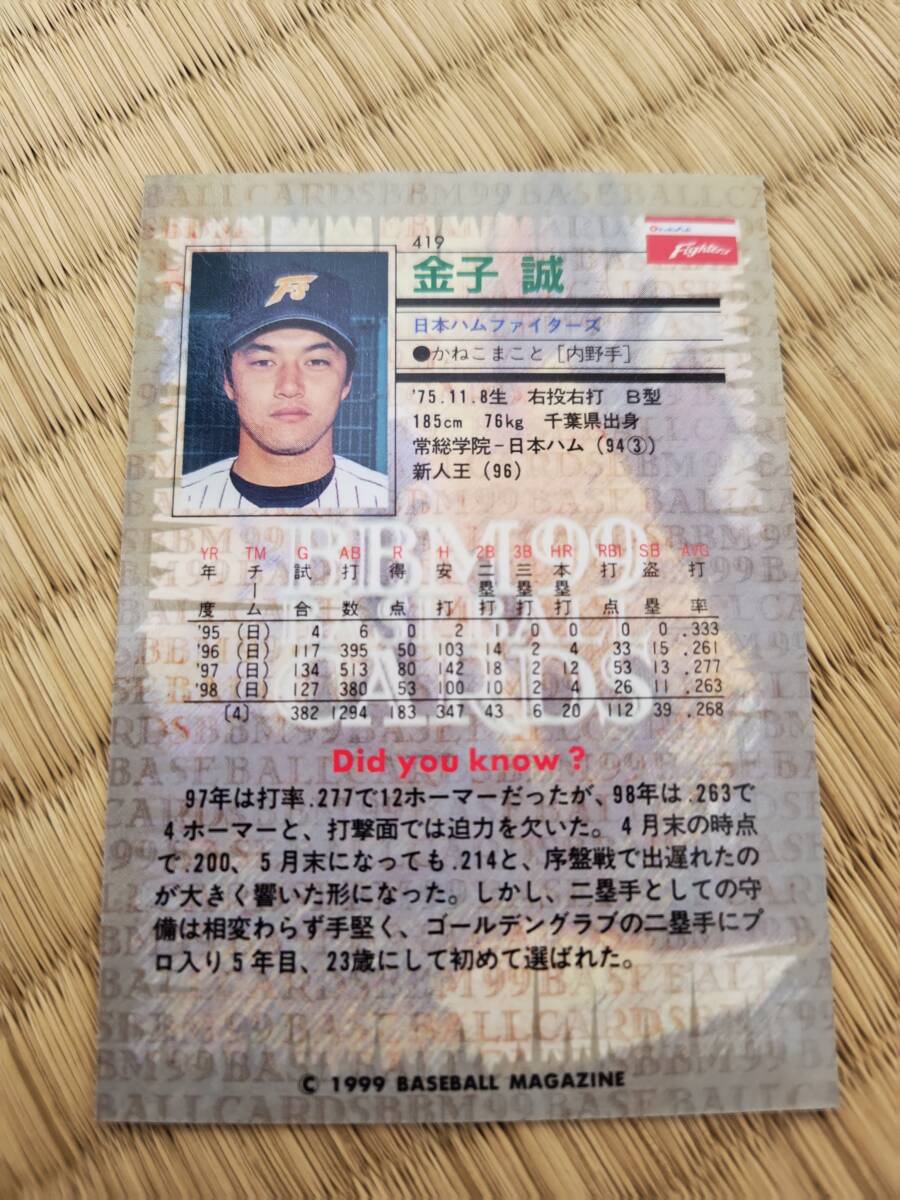 419
金子 誠
Fighters
日本ハムファイターズ
●かねこまこと [内野手]
'75.11.8生 右投右打 B型
185cm 76kg 千葉県出身
常総学院-日本ハム (94③)
新人王 (96)
BBM99
BASEBALL
CARDS
YR TM G AB R H 2B 3B HR RBI SB AVG
年度 チーム 試合 打数 得点 安打 二塁打 三塁打 本塁打 打点 盗塁 打率
'95 (日) 4 6 0 2 1 0 0 0 0 .333
'96 (日) 117 395 50 103 14 2 4 33 15 .261
'97 (日) 134 513 80 142 18 2 12 53 13 .277
'98 (日) 127 380 53 100 10 2 4 26 11 .263
[4] 382 1294 183 347 43 6 20 112 39 .268
Did you know?
97年は打率.277で12ホーマーだったが、98年は.263で
4ホーマーと、打撃面では迫力を欠いた。4月末の時点
で.200、5月末になっても.214と、序盤戦で出遅れたの
が大きく響いた形になった。しかし、二塁手としての守
備は相変わらず手堅く、ゴールデングラブの二塁手にプ
ロ入り5年目、23歳にして初めて選ばれた。
© 1999 BASEBALL MAGAZINE